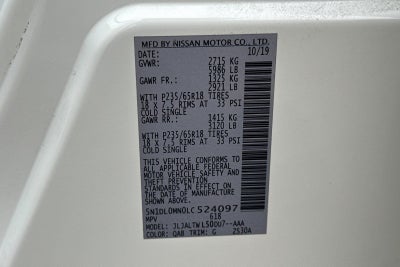 MFD BY NISSAN MOTOR CO., LTD.
10/19
GVWR: 2715 KG
5986 LB
GAWR FR.: 1325 KG
2921 LB
WITH P235/65R18 TIRES
18 x 7.5 RIMS AT 33 PSI
COLD SINGLE
GAWR RR.: 1415 KG
3120 LB
WITH P235/65R18 TIRES
18 x 7.5 RIMS AT 33 PSI
COLD SINGLE
THIS VEHICLE CONFORMS TO
ALL APPLICABLE FEDERAL
MOTOR VEHICLE SAFETY AND
THEFT PREVENTION
STANDARDS IN EFFECT ON THE
DATE OF MANUFACTURE
SHOWN ABOVE.
5N1DL0MN0LC 524097
MPV 618
MODEL: JLJALTWL50DU7--AAA
COLOR: QAB TRIM: G 2530A